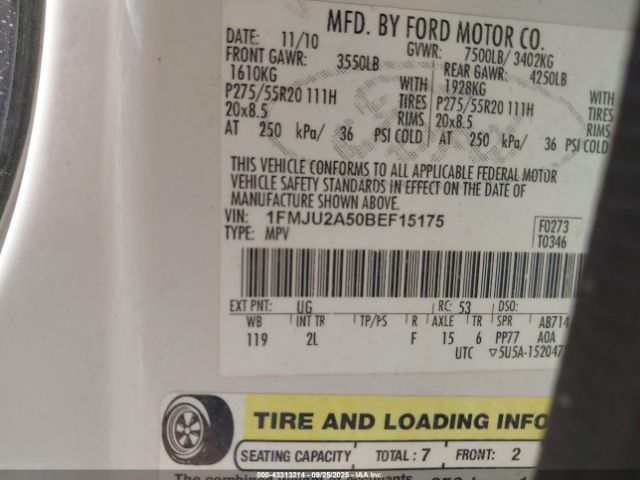 MFD. BY FORD MOTOR CO.
DATE: 11/10 GVWR: 7500LB/ 3402KG
FRONT GAWR: 3550LB REAR GAWR: 4250LB
1610KG WITH 1928KG WITH
P275/55R20 111H TIRES P275/55R20 111H TIRES
20x8.5 RIMS 20x8.5 RIMS
AT 250 kPa/ 36 PSI COLD AT 250 kPa/ 36 PSI COLD
THIS VEHICLE CONFORMS TO ALL APPLICABLE FEDERAL MOTOR
VEHICLE SAFETY STANDARDS IN EFFECT ON THE DATE OF
MANUFACTURE SHOWN ABOVE.
VIN: 1FMJU2A50BEF15175 F0273
TYPE: MPV T0346
EXT PNT: UG RC: 53 DSO:
WB INT TR TP/PS R AXLE TR SPR AB714
119 2L F 15 6 PP77 A0A
UTC ▽5U5A-152047
TIRE AND LOADING INFO
SEATING CAPACITY TOTAL: 7 FRONT: 2
The
000-43313214 - 09/25/2025 - IAA Inc.